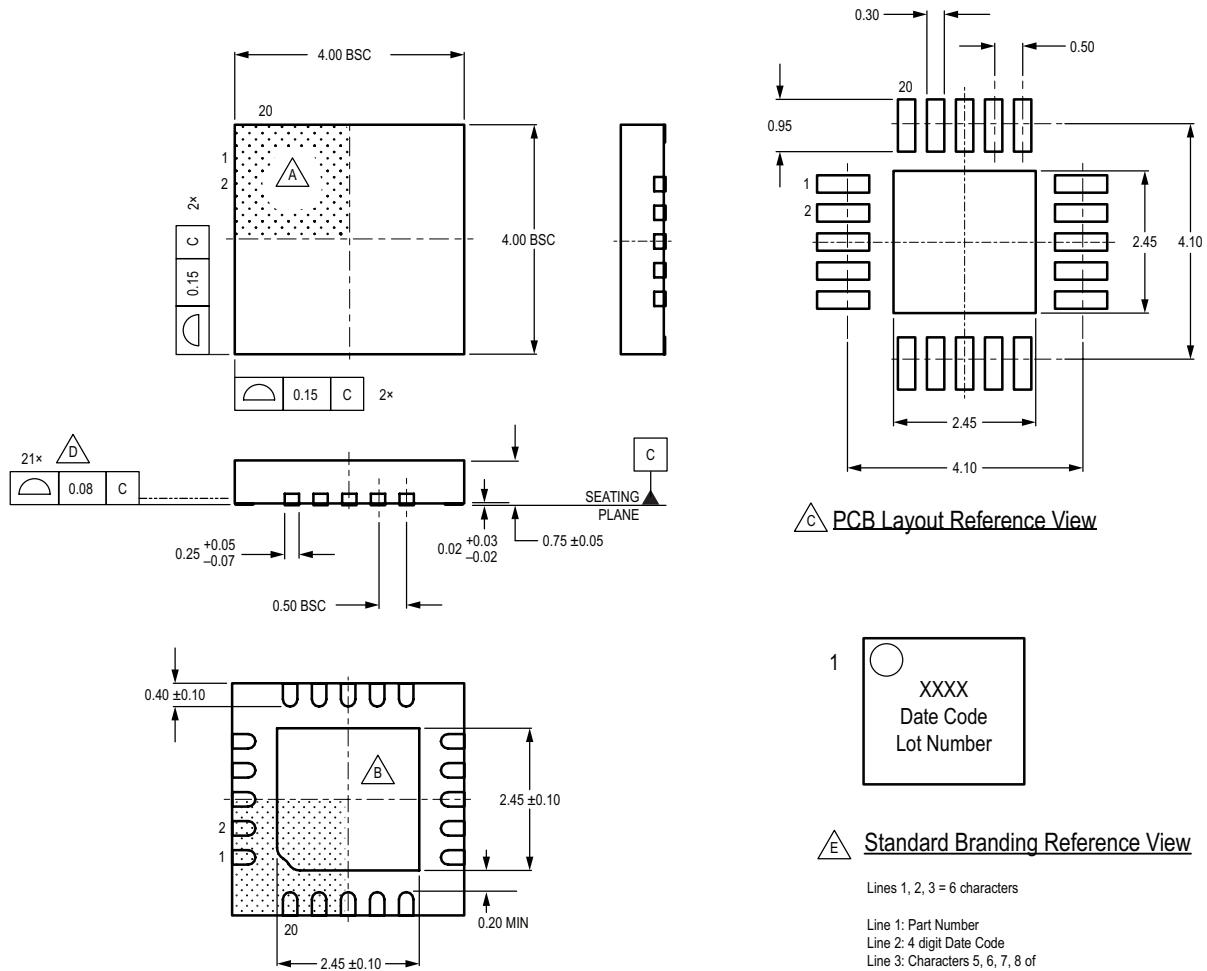 4.00 BSC
20
1
2
A
4.00 BSC
2× 
0.15 C
0.15 C 2×
21× D
0.08 C
C
SEATING
PLANE
0.25 +0.05 –0.07
0.02 +0.03 –0.02
0.75 ±0.05
0.50 BSC
0.40 ±0.10
B
2.45 ±0.10
2
1
20
0.20 MIN
2.45 ±0.10
0.30
0.50
20
0.95
1
2
2.45
4.10
2.45
4.10
C PCB Layout Reference View
1
XXXX
Date Code
Lot Number
E Standard Branding Reference View
Lines 1, 2, 3 = 6 characters
Line 1: Part Number
Line 2: 4 digit Date Code
Line 3: Characters 5, 6, 7, 8 of